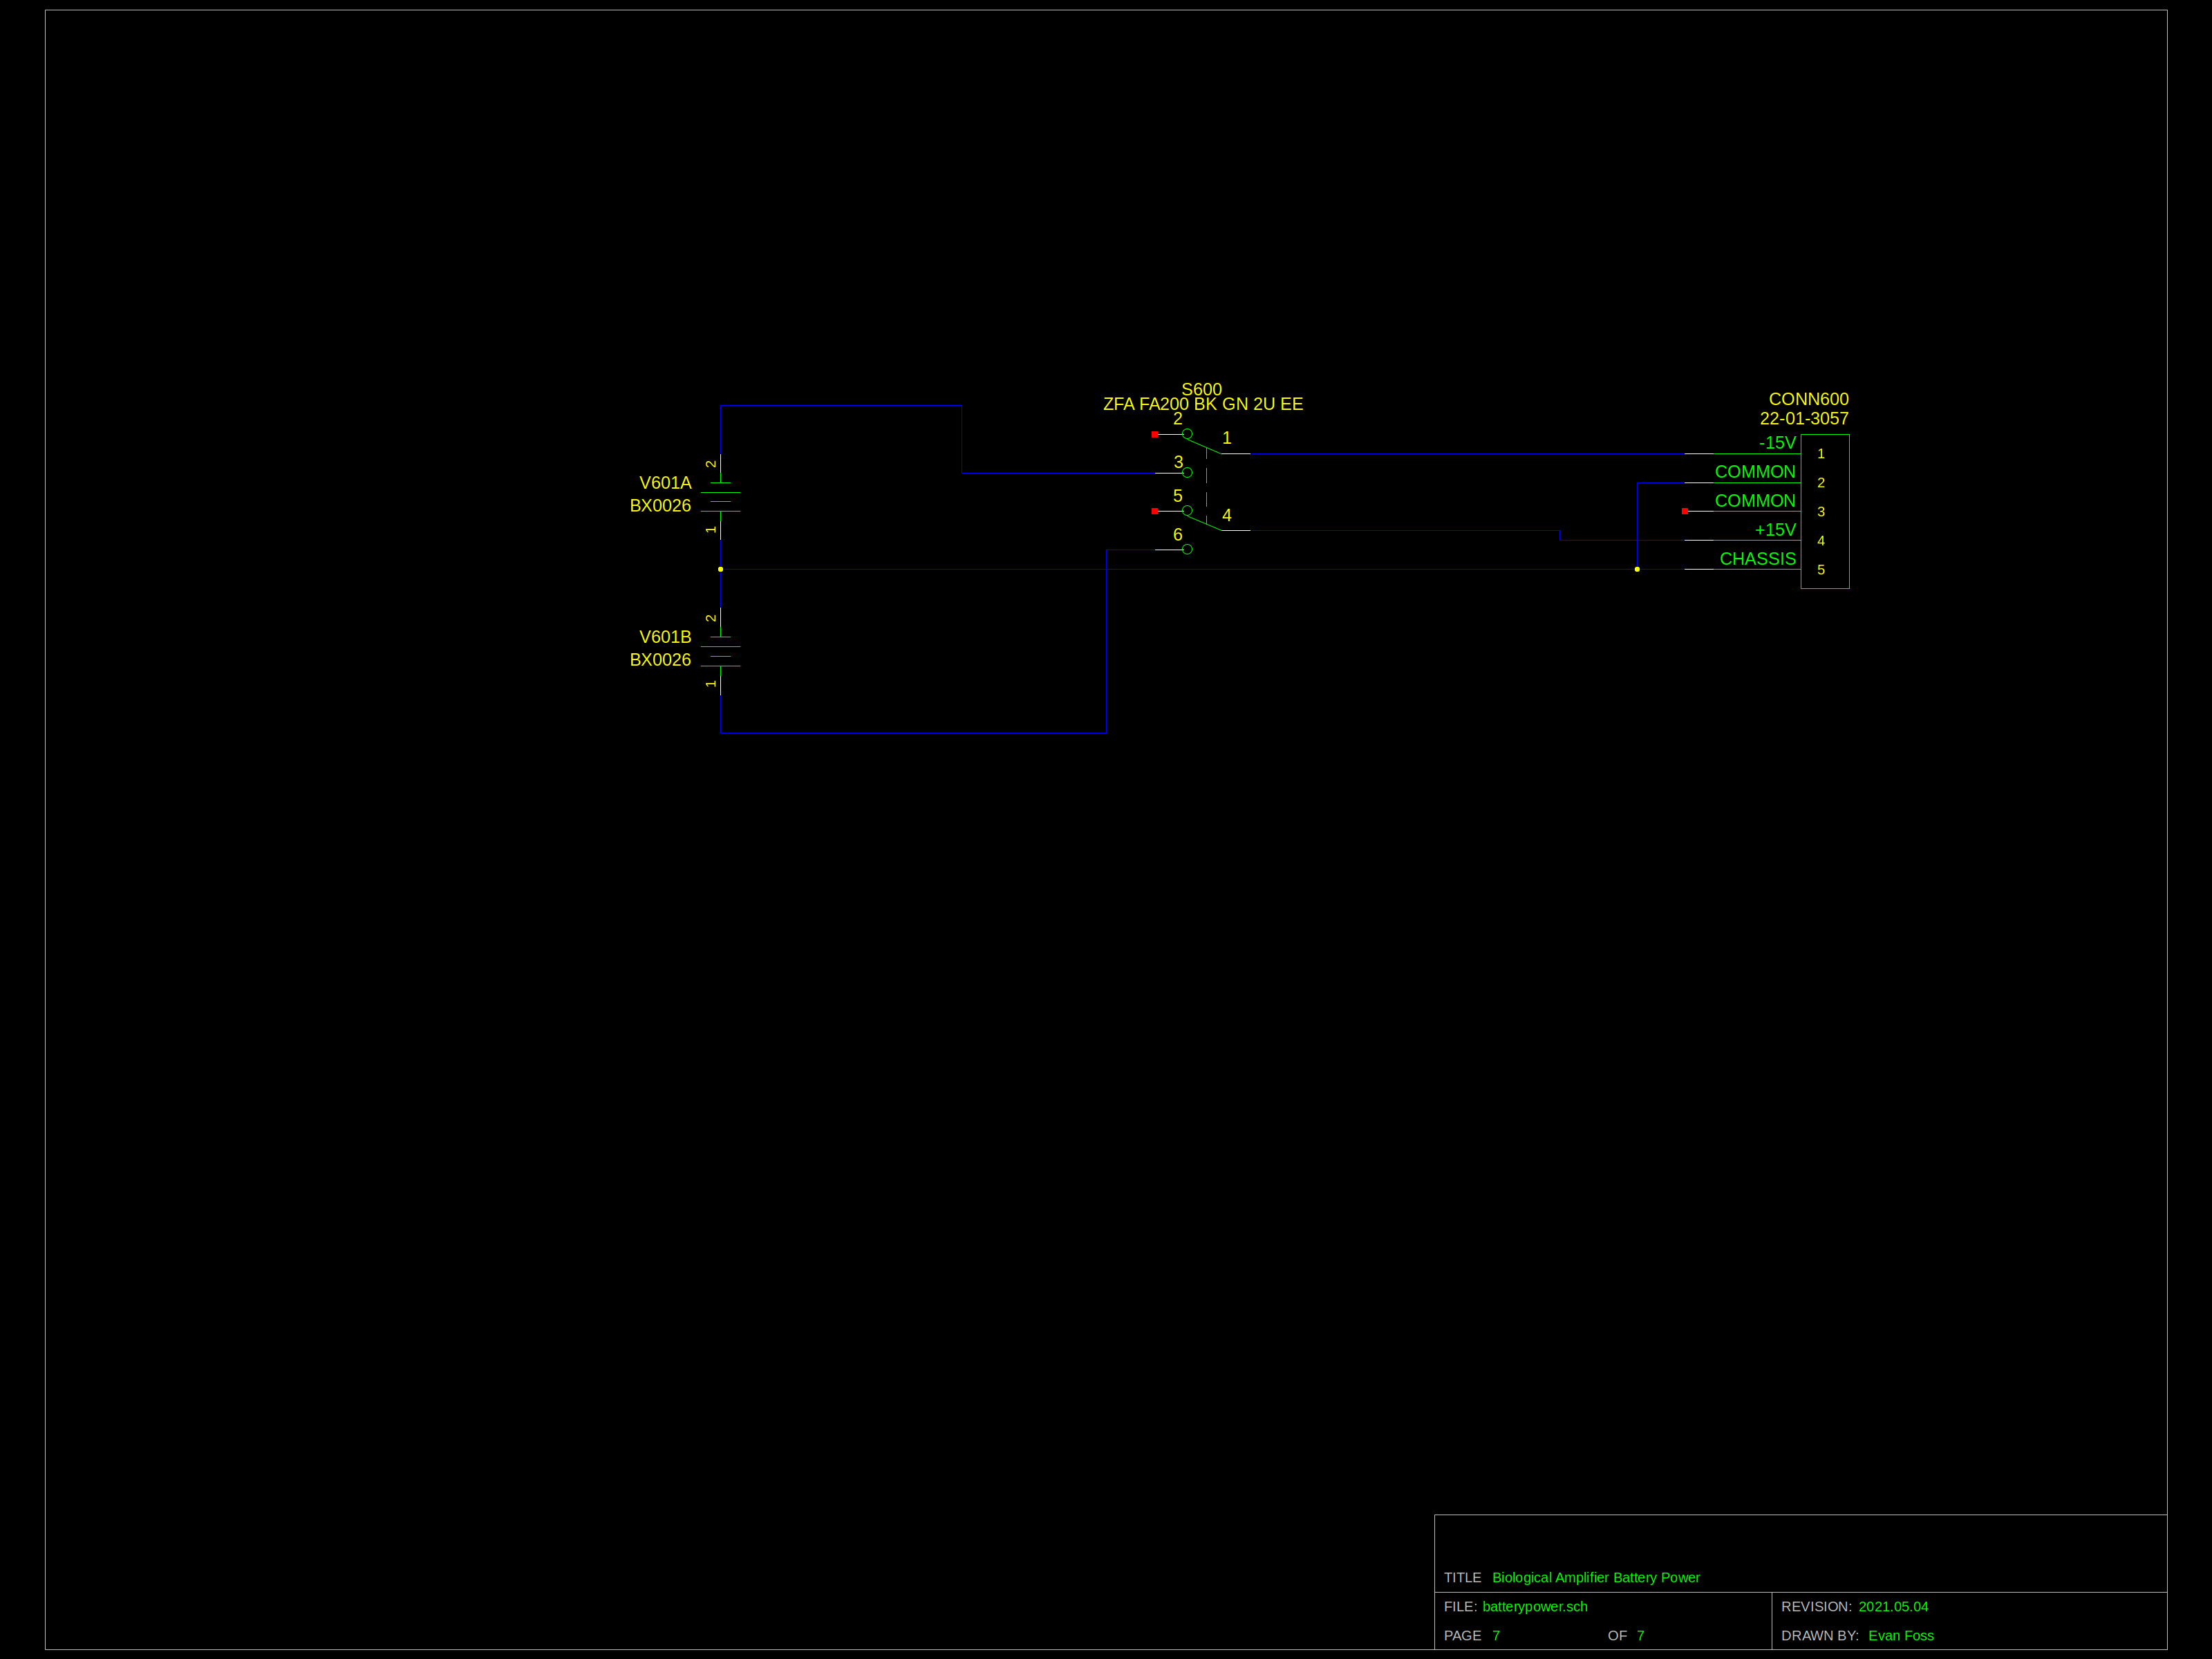 S600
ZFA FA200 BK GN 2U EE
2
1
3
5
4
6
V601A
BX0026
2
1
V601B
BX0026
2
1
CONN600
22-01-3057
-15V 1
COMMON 2
COMMON 3
+15V 4
CHASSIS 5
TITLE Biological Amplifier Battery Power
FILE: batterypower.sch
REVISION: 2021.05.04
PAGE 7 OF 7
DRAWN BY: Evan Foss